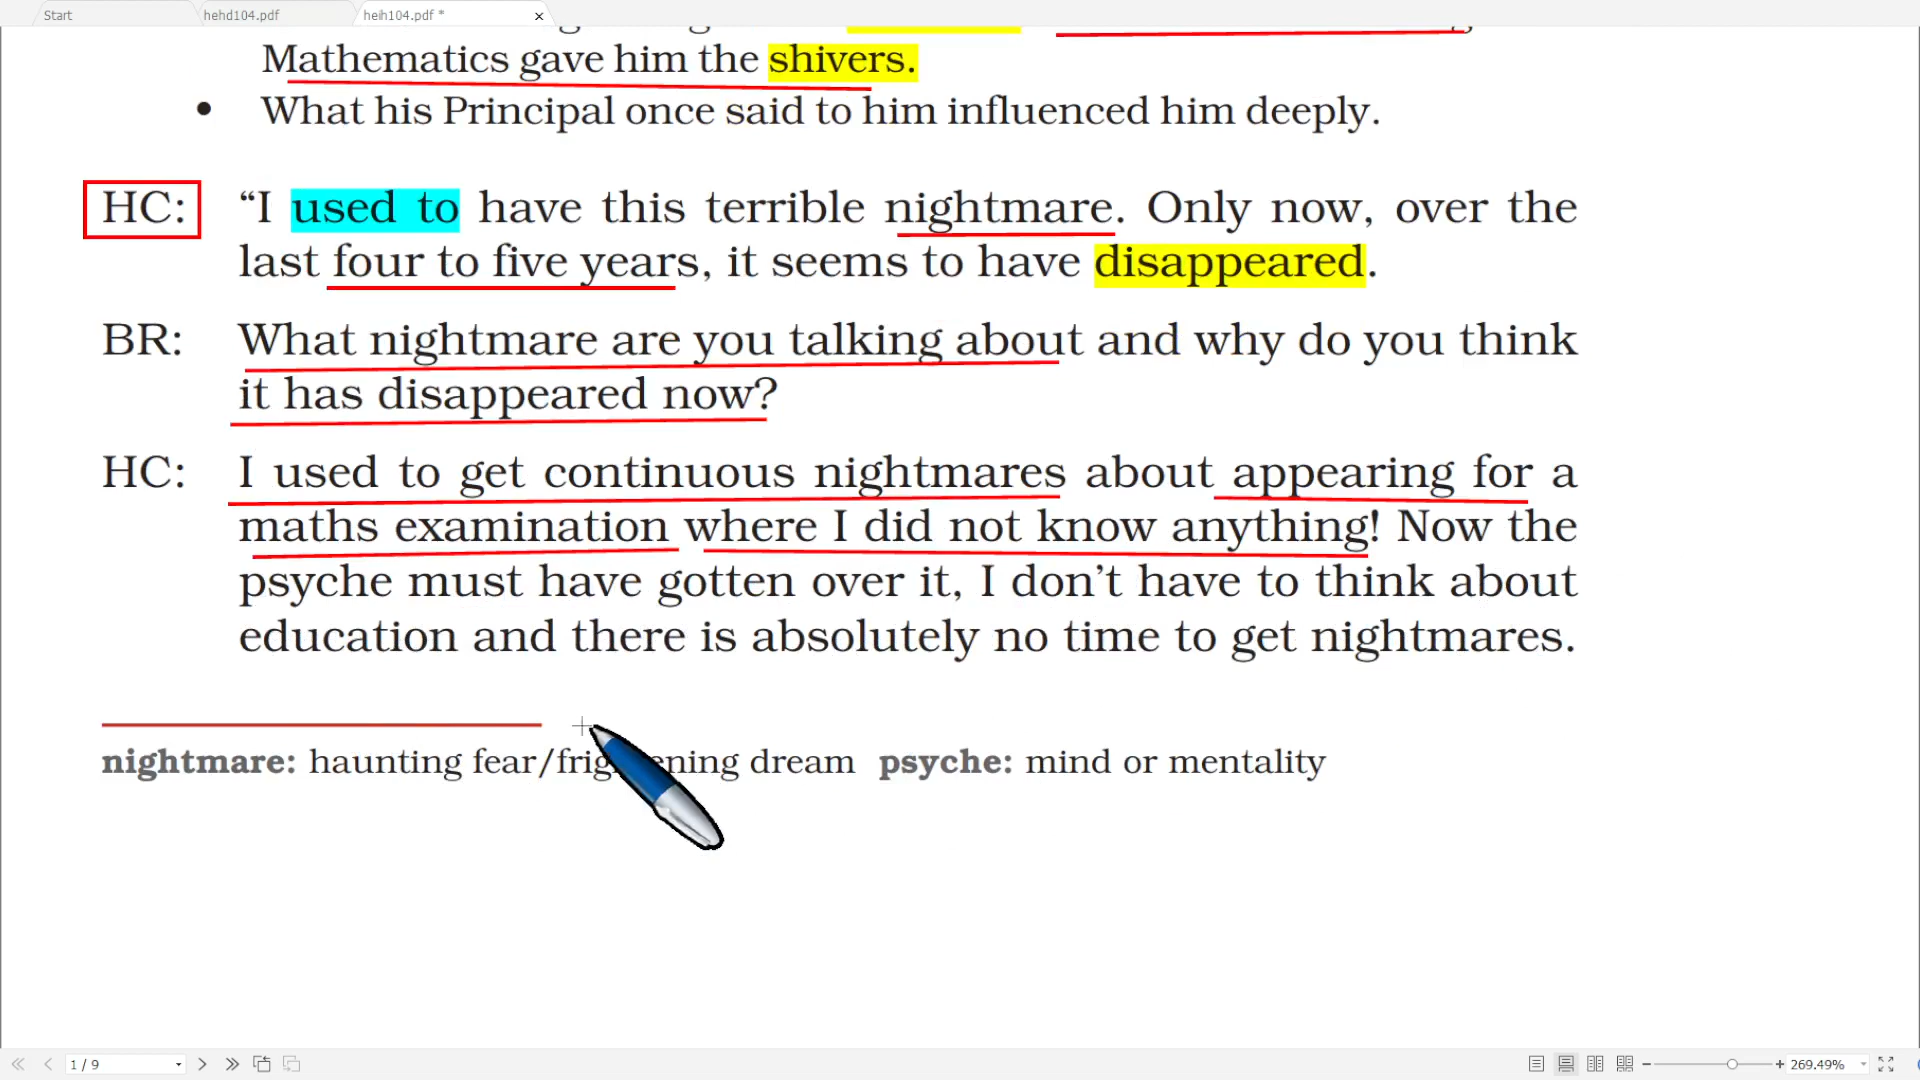 Start
hehd104.pdf
heih104.pdf *
Mathematics gave him the shivers.
• What his Principal once said to him influenced him deeply.
HC: “I used to have this terrible nightmare. Only now, over the
last four to five years, it seems to have disappeared.
BR: What nightmare are you talking about and why do you think
it has disappeared now?
HC: I used to get continuous nightmares about appearing for a
maths examination where I did not know anything! Now the
psyche must have gotten over it, I don’t have to think about
education and there is absolutely no time to get nightmares.
nightmare: haunting fear/frightening dream psyche: mind or mentality
1 / 9
269.49%